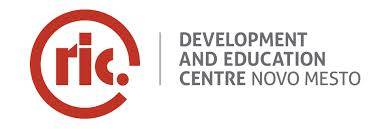 ric.
DEVELOPMENT
AND EDUCATION
CENTRE NOVO MESTO